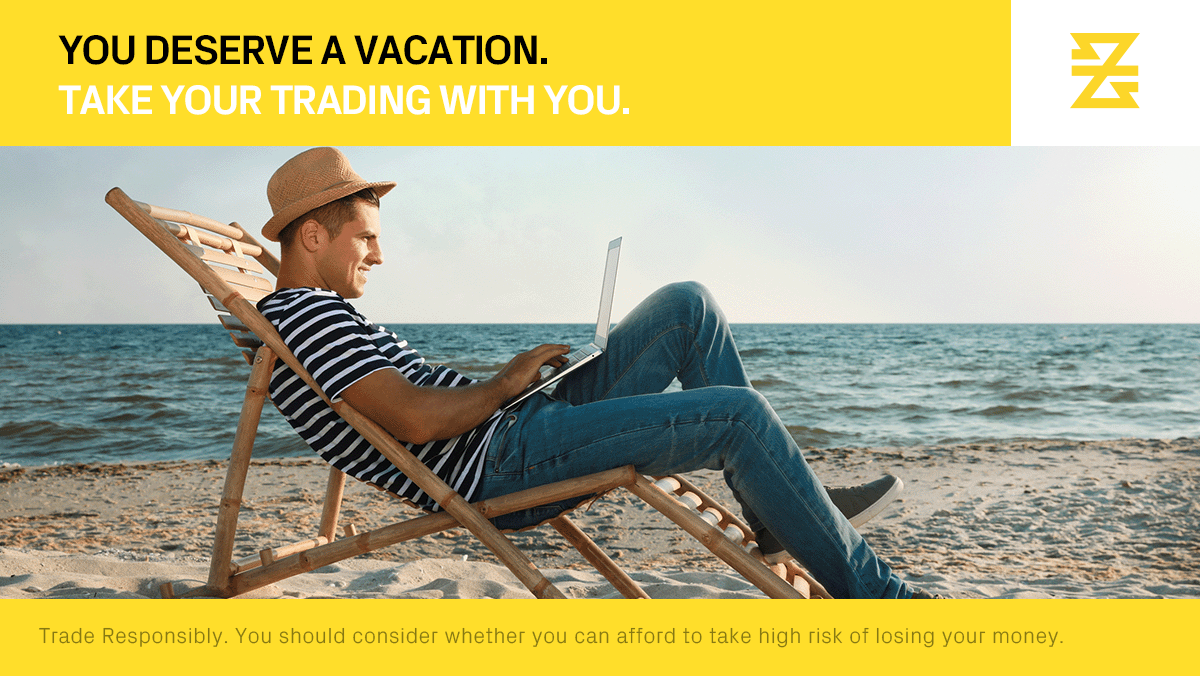 YOU DESERVE A VACATION.
TAKE YOUR TRADING WITH YOU.
Trade Responsibly. You should consider whether you can afford to take high risk of losing your money.